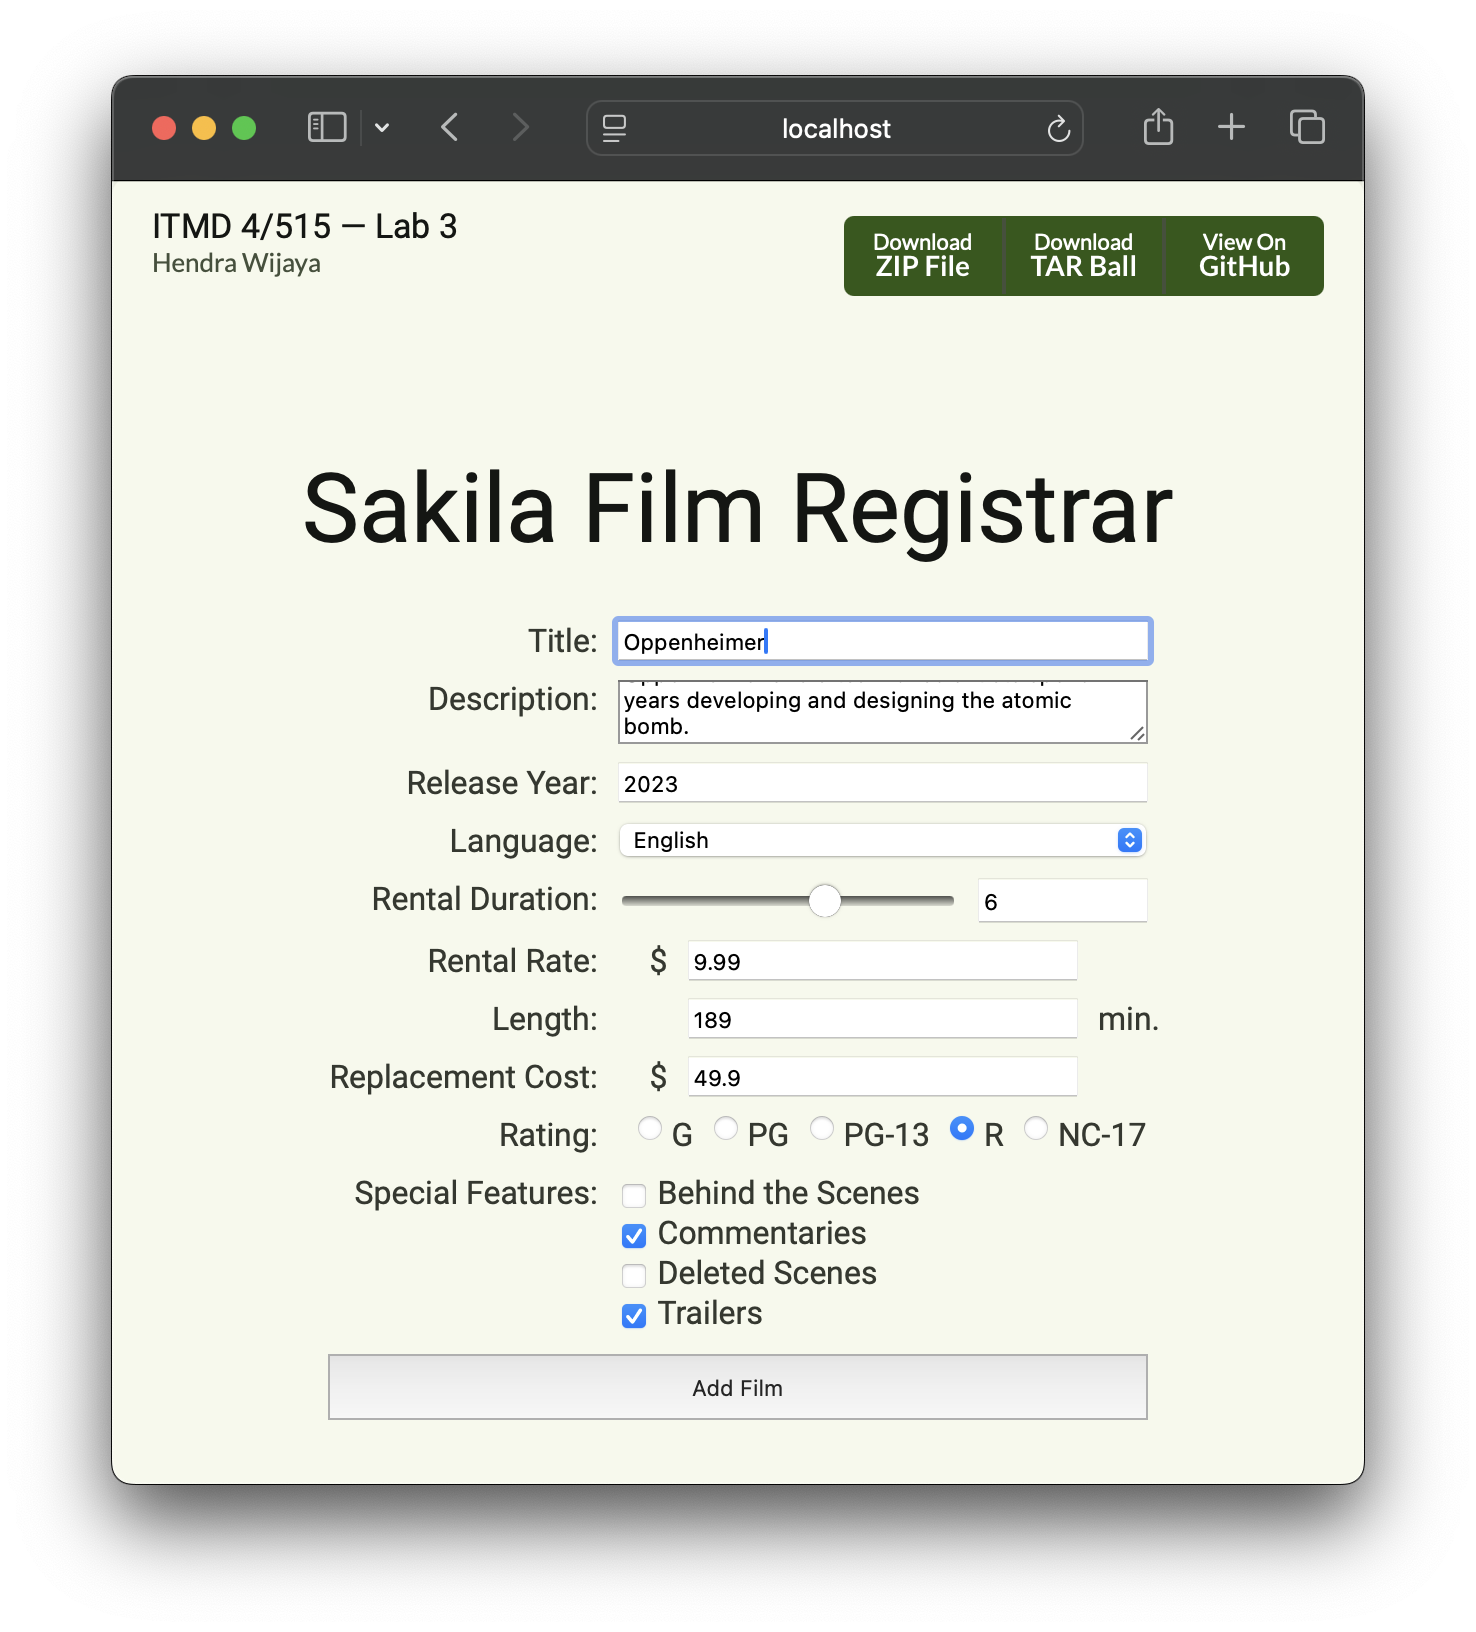 localhost
ITMD 4/515 — Lab 3
Hendra Wijaya
Download
ZIP File
Download
TAR Ball
View On
GitHub
Sakila Film Registrar
Title: Oppenheimer
Description:
years developing and designing the atomic
bomb.
Release Year: 2023
Language: English
Rental Duration: 6
Rental Rate: $ 9.99
Length: 189 min.
Replacement Cost: $ 49.9
Rating: G PG PG-13 R NC-17
Special Features: Behind the Scenes
Commentaries
Deleted Scenes
Trailers
Add Film